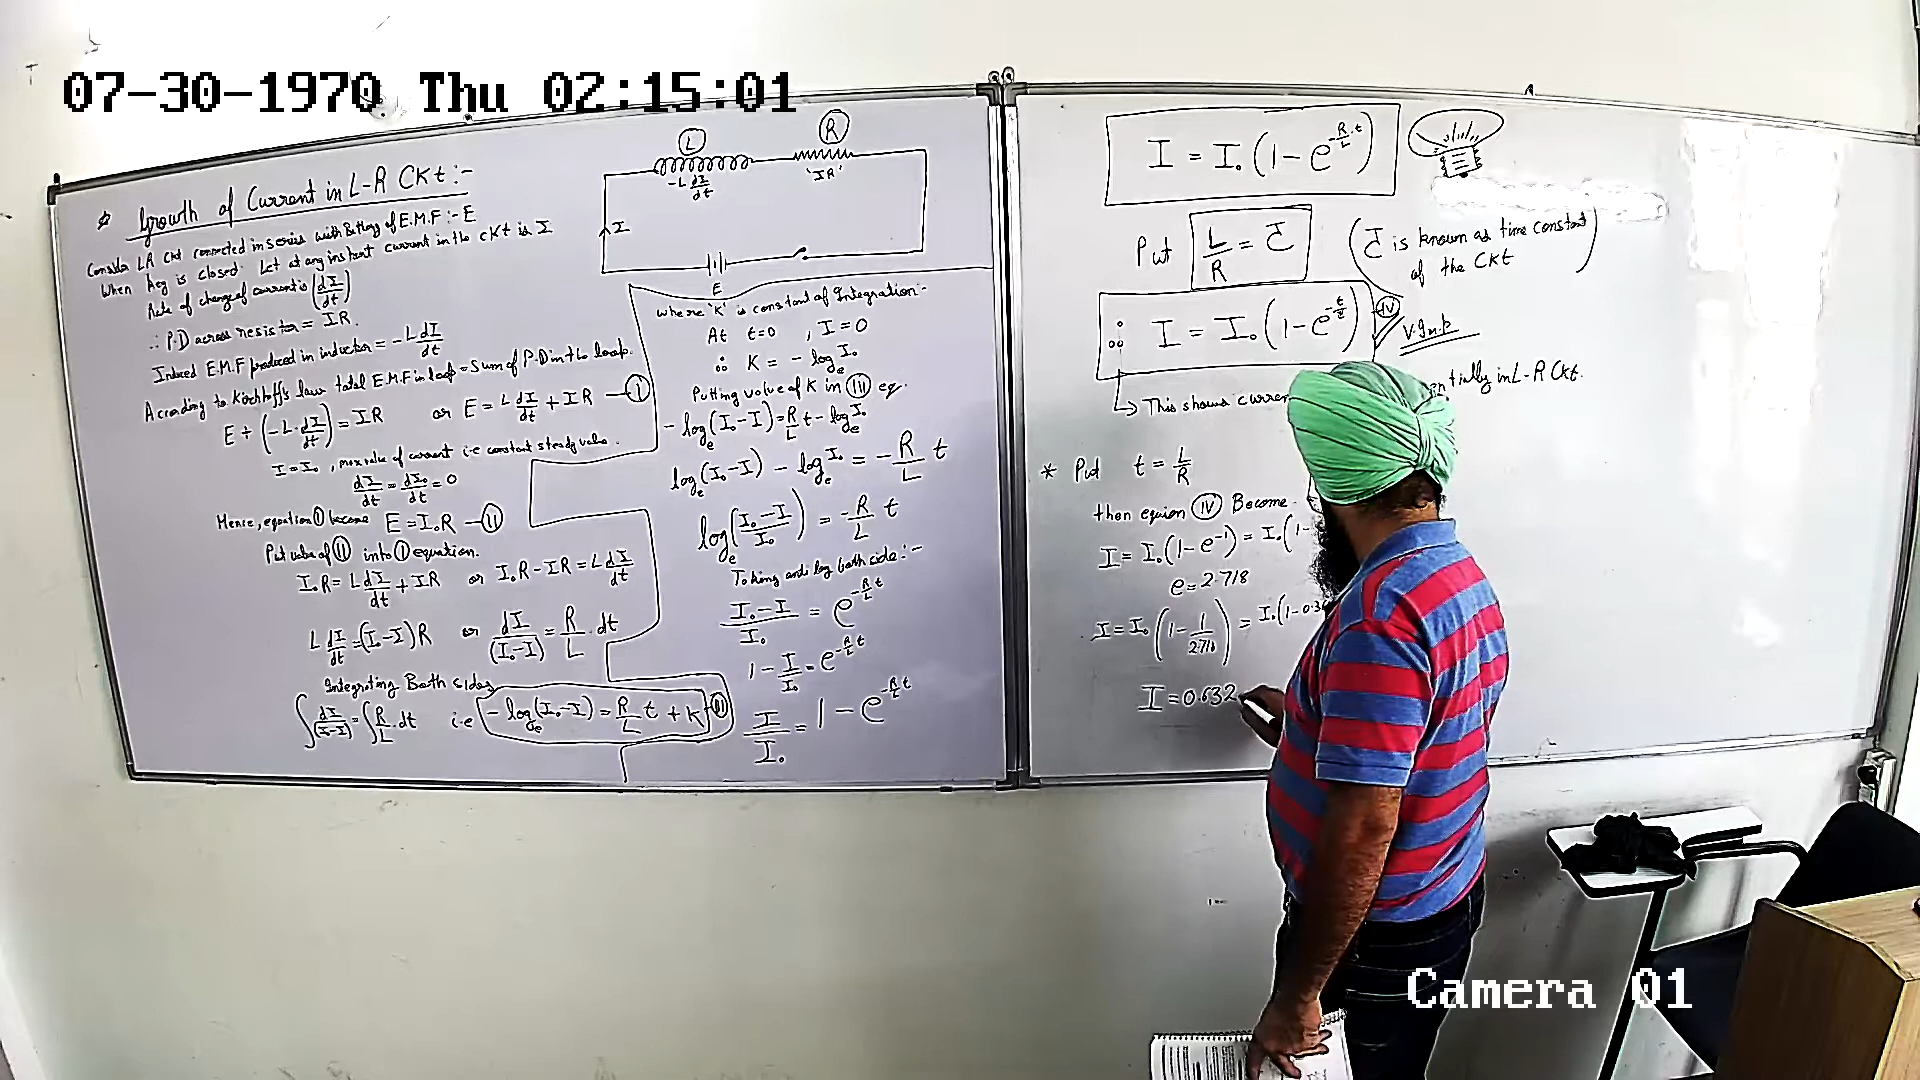 07-30-1970 Thu 02:15:01
☆ Growth of Current in L-R CKt :-
Consider LR CKt connected in series with Battery of E.M.F :- E
When key is closed. Let at any instant current in the CKt is I
Rate of change of current is (dI/dt)
∴ P.D across resistor = IR.
Induced E.M.F produced in inductor = -L dI/dt
According to Kirchhoff's law total E.M.F in loop = Sum of P.D in the loop.
E + (-L·dI/dt) = IR or E = L dI/dt + IR — (I)
I = I₀, max value of current i.e constant steady value.
dI/dt = dI₀/dt = 0
Hence, equation (I) become E = I₀R — (II)
Put value of (II) into (I) equation.
I₀R = L dI/dt + IR or I₀R - IR = L dI/dt
L dI/dt = (I₀-I)R or dI/(I₀-I) = R/L · dt
Integrating Both sides
∫ dI/(I₀-I) = ∫ R/L · dt i.e - logₑ(I₀-I) = R/L t + K (III)
L
R
-L dI/dt
'IR'
I
E
where 'K' is constant of Integration:-
At t=0 , I=0
∴ K = - logₑ I₀
Putting value of K in (III) eq.
- logₑ(I₀-I) = R/L t - logₑ I₀
logₑ(I₀-I) - logₑ I₀ = - R/L t
logₑ((I₀-I)/I₀) = -R/L t
Taking anti log both side:-
(I₀-I)/I₀ = e^(-R/L t)
1 - I/I₀ = e^(-R/L t)
I/I₀ = 1 - e^(-R/L t)
I = I₀(1 - e^(-R/L·t))
Put L/R = τ (τ is known as time constant
of the CKt)
∴ I = I₀(1 - e^(-t/τ)) (IV)
V.Imp
This shows curren ntially in L-R CKt.
* Put t = L/R
then equion (IV) Become -
I = I₀(1 - e⁻¹) = I₀(1-
e = 2.718
I = I₀(1 - 1/2.718) = I₀(1-0.3
I = 0.632
Camera 01